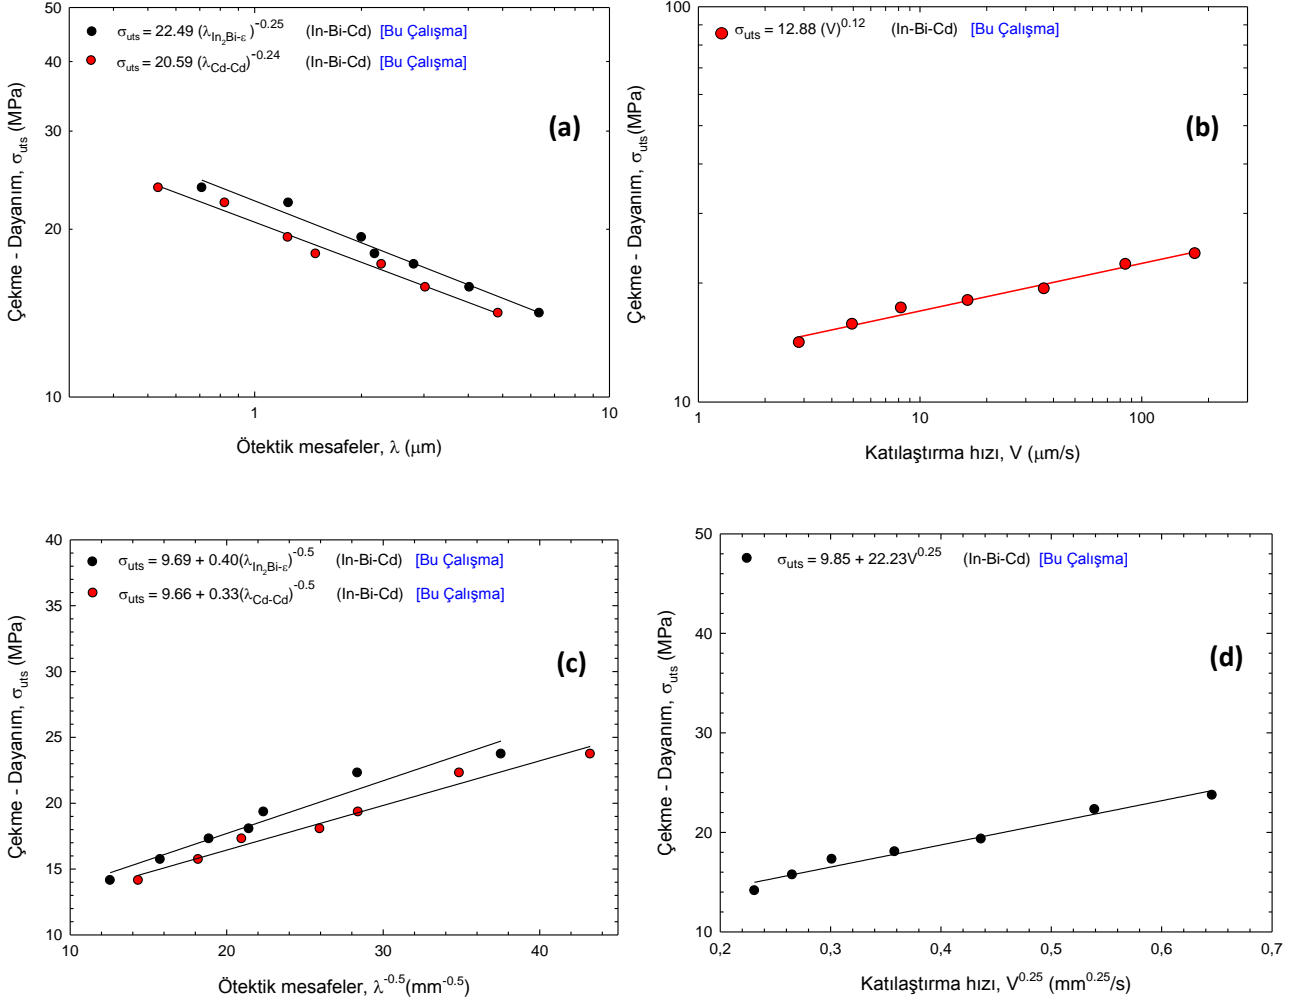 σuts = 22.49 (λIn₂Bi-ε)^-0.25 (In-Bi-Cd) [Bu Çalışma]
σuts = 20.59 (λCd-Cd)^-0.24 (In-Bi-Cd) [Bu Çalışma]
(a)
Çekme - Dayanım, σuts (MPa)
50
40
30
20
10
1
10
Ötektik mesafeler, λ (μm)
σuts = 12.88 (V)^0.12 (In-Bi-Cd) [Bu Çalışma]
(b)
Çekme - Dayanım, σuts(MPa)
100
10
1
10
100
Katılaştırma hızı, V (μm/s)
σuts = 9.69 + 0.40(λIn₂Bi-ε)^-0.5 (In-Bi-Cd) [Bu Çalışma]
σuts = 9.66 + 0.33(λCd-Cd)^-0.5 (In-Bi-Cd) [Bu Çalışma]
(c)
Çekme - Dayanım, σuts (MPa)
40
35
30
25
20
15
10
10
20
30
40
Ötektik mesafeler, λ^-0.5(mm^-0.5)
σuts = 9.85 + 22.23V^0.25 (In-Bi-Cd) [Bu Çalışma]
(d)
Çekme - Dayanım, σuts (MPa)
50
40
30
20
10
0,2
0,3
0,4
0,5
0,6
0,7
Katılaştırma hızı, V^0.25 (mm^0.25/s)